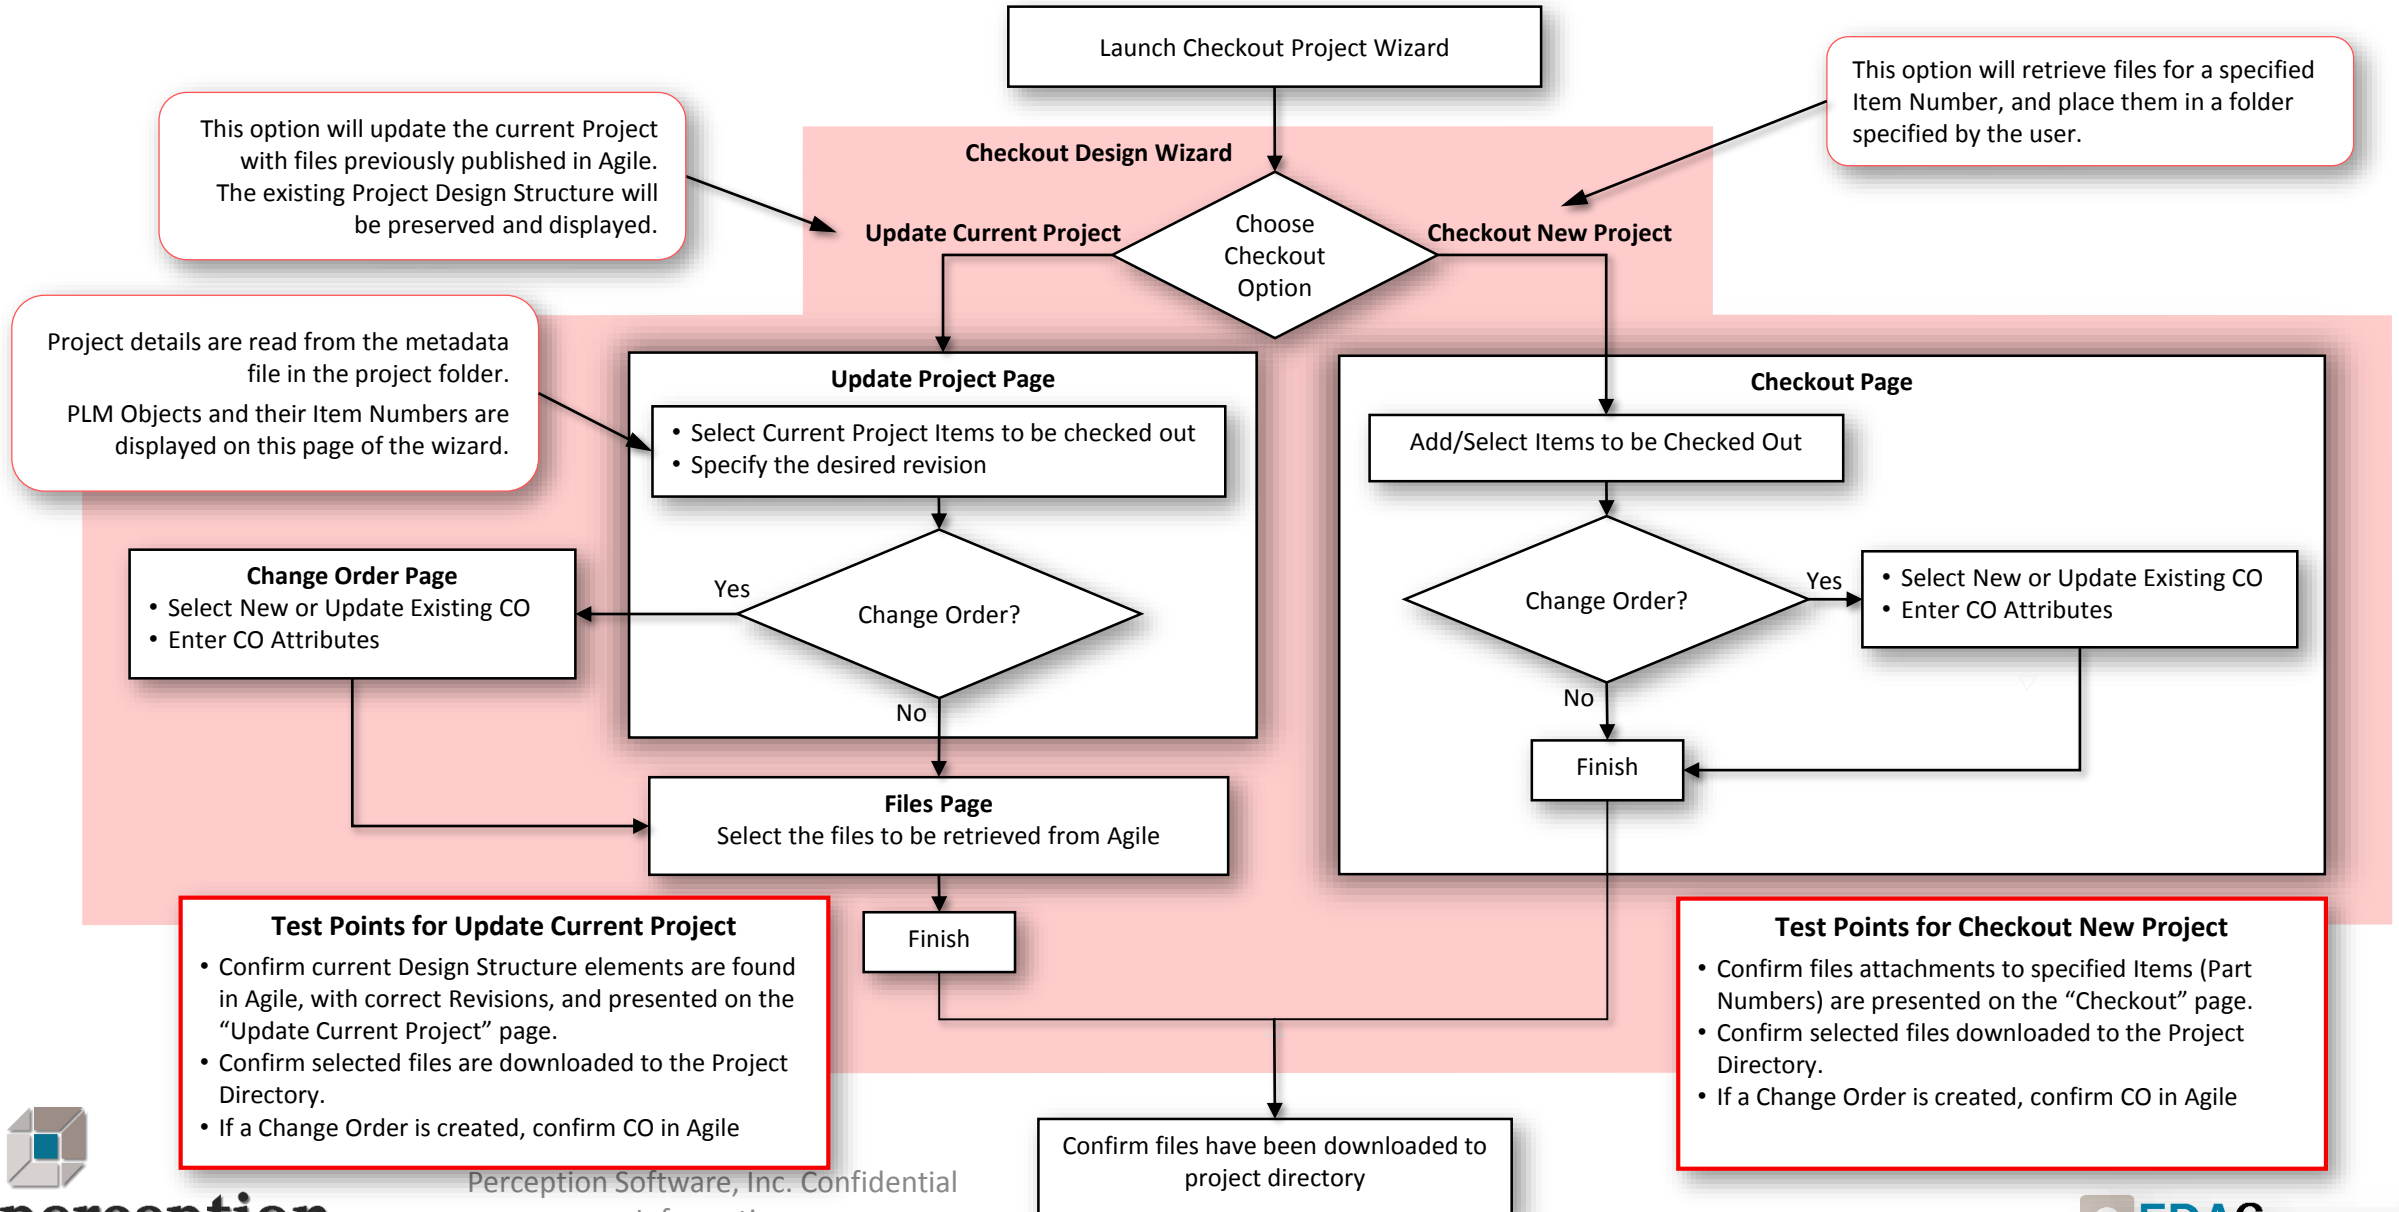 Launch Checkout Project Wizard
This option will update the current Project
with files previously published in Agile.
The existing Project Design Structure will
be preserved and displayed.
This option will retrieve files for a specified
Item Number, and place them in a folder
specified by the user.
Checkout Design Wizard
Update Current Project
Choose
Checkout
Option
Checkout New Project
Project details are read from the metadata
file in the project folder.
PLM Objects and their Item Numbers are
displayed on this page of the wizard.
Update Project Page
• Select Current Project Items to be checked out
• Specify the desired revision
Checkout Page
Add/Select Items to be Checked Out
Change Order Page
• Select New or Update Existing CO
• Enter CO Attributes
Yes
Change Order?
No
Change Order?
Yes
• Select New or Update Existing CO
• Enter CO Attributes
No
Finish
Files Page
Select the files to be retrieved from Agile
Finish
Test Points for Update Current Project
• Confirm current Design Structure elements are found
in Agile, with correct Revisions, and presented on the
“Update Current Project” page.
• Confirm selected files are downloaded to the Project
Directory.
• If a Change Order is created, confirm CO in Agile
Test Points for Checkout New Project
• Confirm files attachments to specified Items (Part
Numbers) are presented on the “Checkout” page.
• Confirm selected files downloaded to the Project
Directory.
• If a Change Order is created, confirm CO in Agile
Confirm files have been downloaded to
project directory
Perception Software, Inc. Confidential
perception